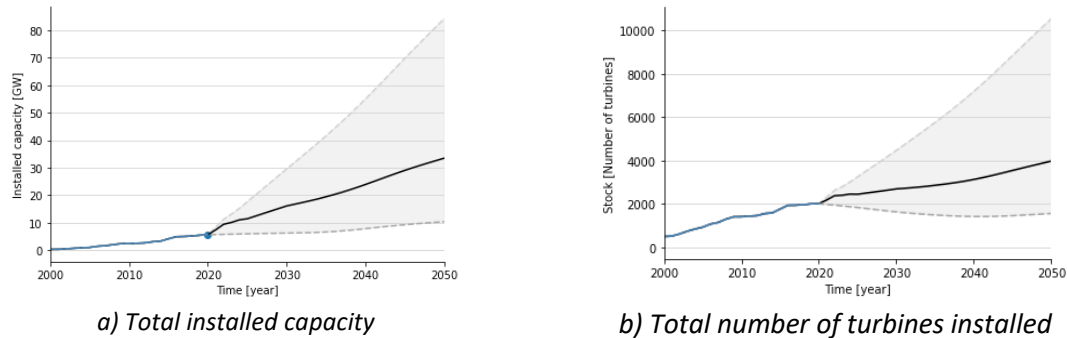 Installed capacity [GW]
80
70
60
50
40
30
20
10
0
2000 2010 2020 2030 2040 2050
Time [year]
a) Total installed capacity
Stock [Number of turbines]
10000
8000
6000
4000
2000
0
2000 2010 2020 2030 2040 2050
Time [year]
b) Total number of turbines installed